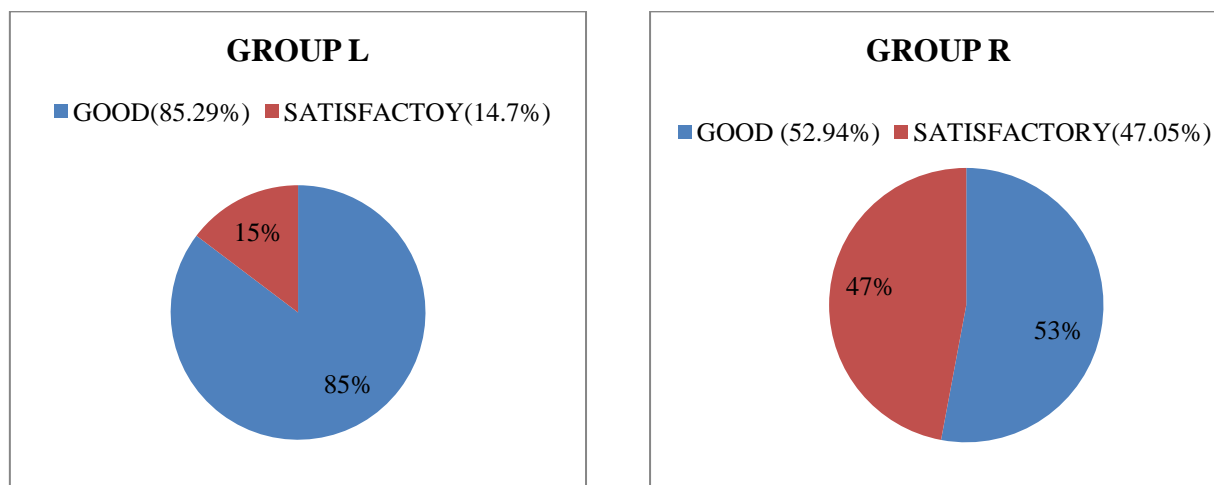 GROUP L
GOOD(85.29%) SATISFACTOY(14.7%)
15%
85%
GROUP R
GOOD (52.94%) SATISFACTORY(47.05%)
47%
53%